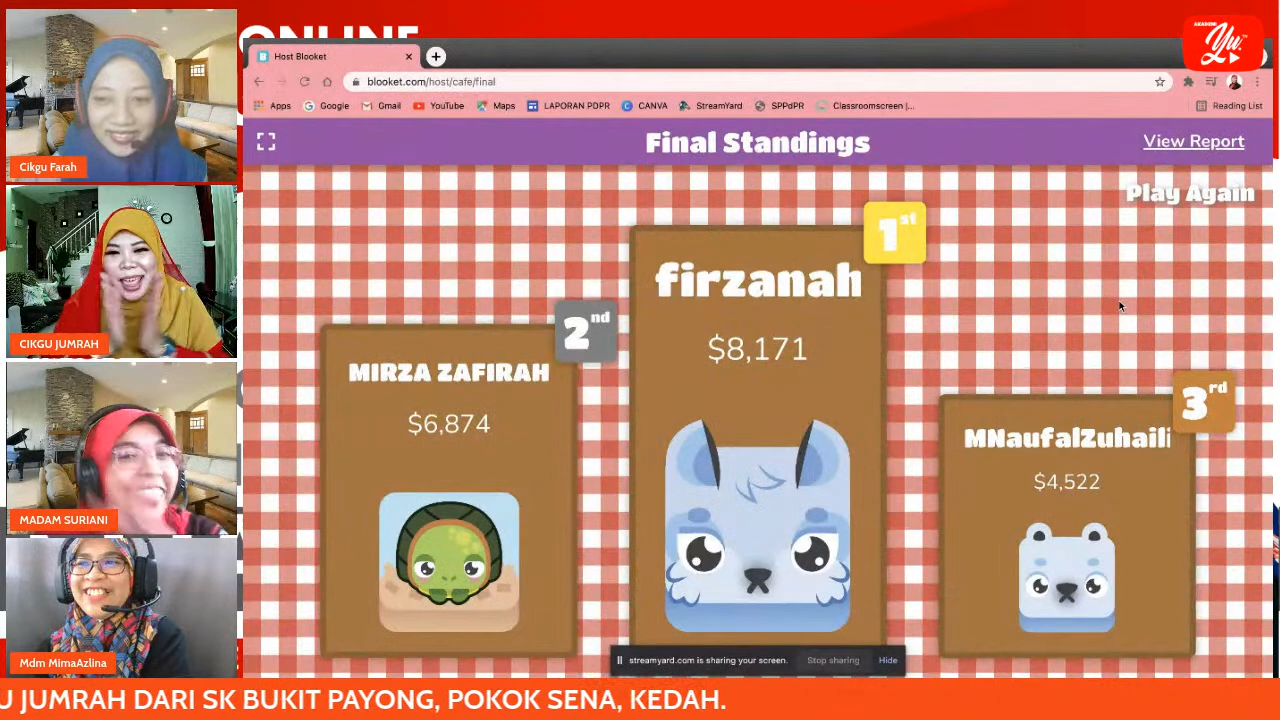 ONLINE
AKADEMI
Yu
Host Blooket
blooket.com/host/cafe/final
Apps
Google
Gmail
YouTube
Maps
LAPORAN PDPR
CANVA
StreamYard
SPPdPR
Classroomscreen |...
Reading List
Final Standings
View Report
Play Again
1st
firzanah
$8,171
2nd
MIRZA ZAFIRAH
$6,874
3rd
MNaufalZuhaili
$4,522
streamyard.com is sharing your screen.
Stop sharing
Hide
Cikgu Farah
CIKGU JUMRAH
MADAM SURIANI
Mdm MimaAzlina
U JUMRAH DARI SK BUKIT PAYONG, POKOK SENA, KEDAH.